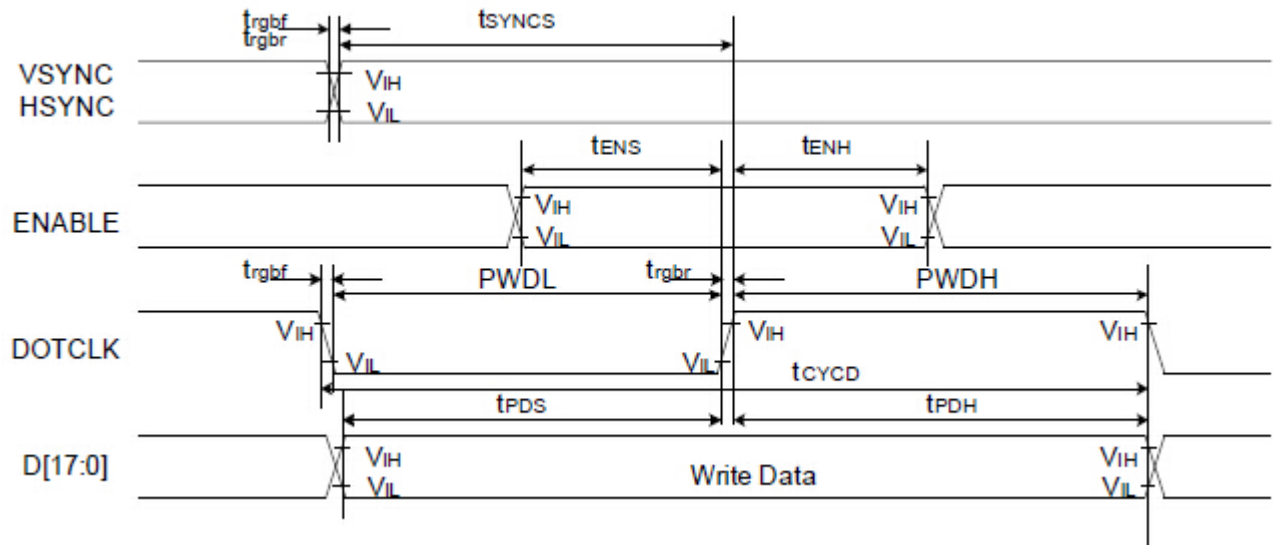 trgbf
trgbr
tSYNCS
VSYNC
HSYNC
VIH
VIL
tENS
tENH
ENABLE
VIH
VIL
VIH
VIL
trgbf
PWDL
trgbr
PWDH
DOTCLK
VIH
VIL
VIL
VIH
VIH
tCYCD
tPDS
tPDH
D[17:0]
VIH
VIL
Write Data
VIH
VIL